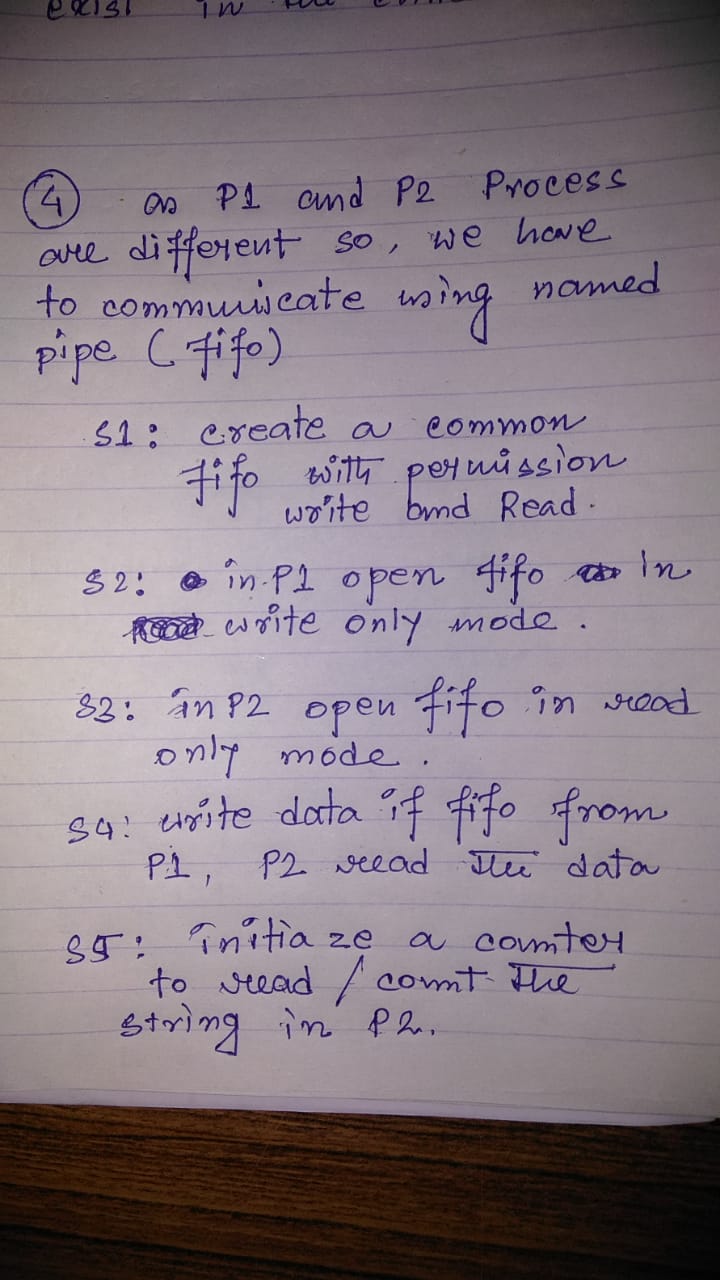 exist in the
④ as P1 and P2 Process
are different so, we have
to communicate using named
pipe (fifo)
S1: create a common
fifo with permission
write and Read.
S2: in P1 open fifo in
write only mode.
S3: in P2 open fifo in read
only mode.
S4: write data if fifo from
P1, P2 read the data
S5: initiaze a counter
to read / count the
string in P2.